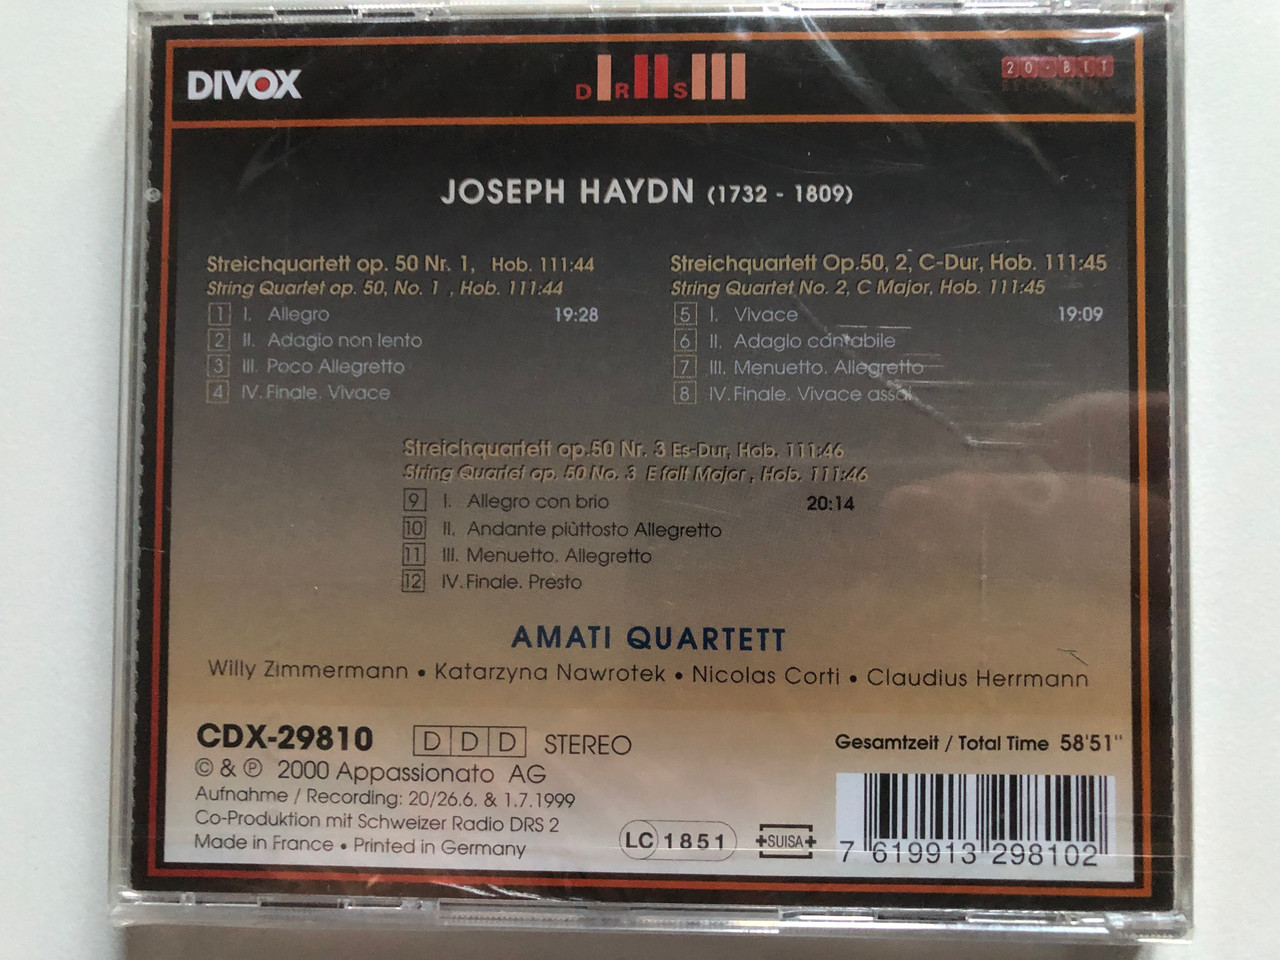 DIVOX
DRS
20·BIT
RECORDING
JOSEPH HAYDN (1732 - 1809)
Streichquartett op. 50 Nr. 1, Hob. 111:44
String Quartet op. 50, No. 1 , Hob. 111:44
1 I. Allegro 19:28
2 II. Adagio non lento
3 III. Poco Allegretto
4 IV. Finale. Vivace
Streichquartett Op.50, 2, C-Dur, Hob. 111:45
String Quartet No. 2, C Major, Hob. 111:45
5 I. Vivace 19:09
6 II. Adagio cantabile
7 III. Menuetto. Allegretto
8 IV. Finale. Vivace assai
Streichquartett op.50 Nr. 3 Es-Dur, Hob. 111:46
String Quartet op. 50 No. 3 E falt Major , Hob. 111:46
9 I. Allegro con brio 20:14
10 II. Andante piùttosto Allegretto
11 III. Menuetto. Allegretto
12 IV. Finale. Presto
AMATI QUARTETT
Willy Zimmermann • Katarzyna Nawrotek • Nicolas Corti • Claudius Herrmann
CDX-29810 DDD STEREO
© & ℗ 2000 Appassionato AG
Aufnahme / Recording: 20/26.6. & 1.7.1999
Co-Produktion mit Schweizer Radio DRS 2
Made in France • Printed in Germany
LC 1851
SUISA
Gesamtzeit / Total Time 58'51"
7 619913 298102